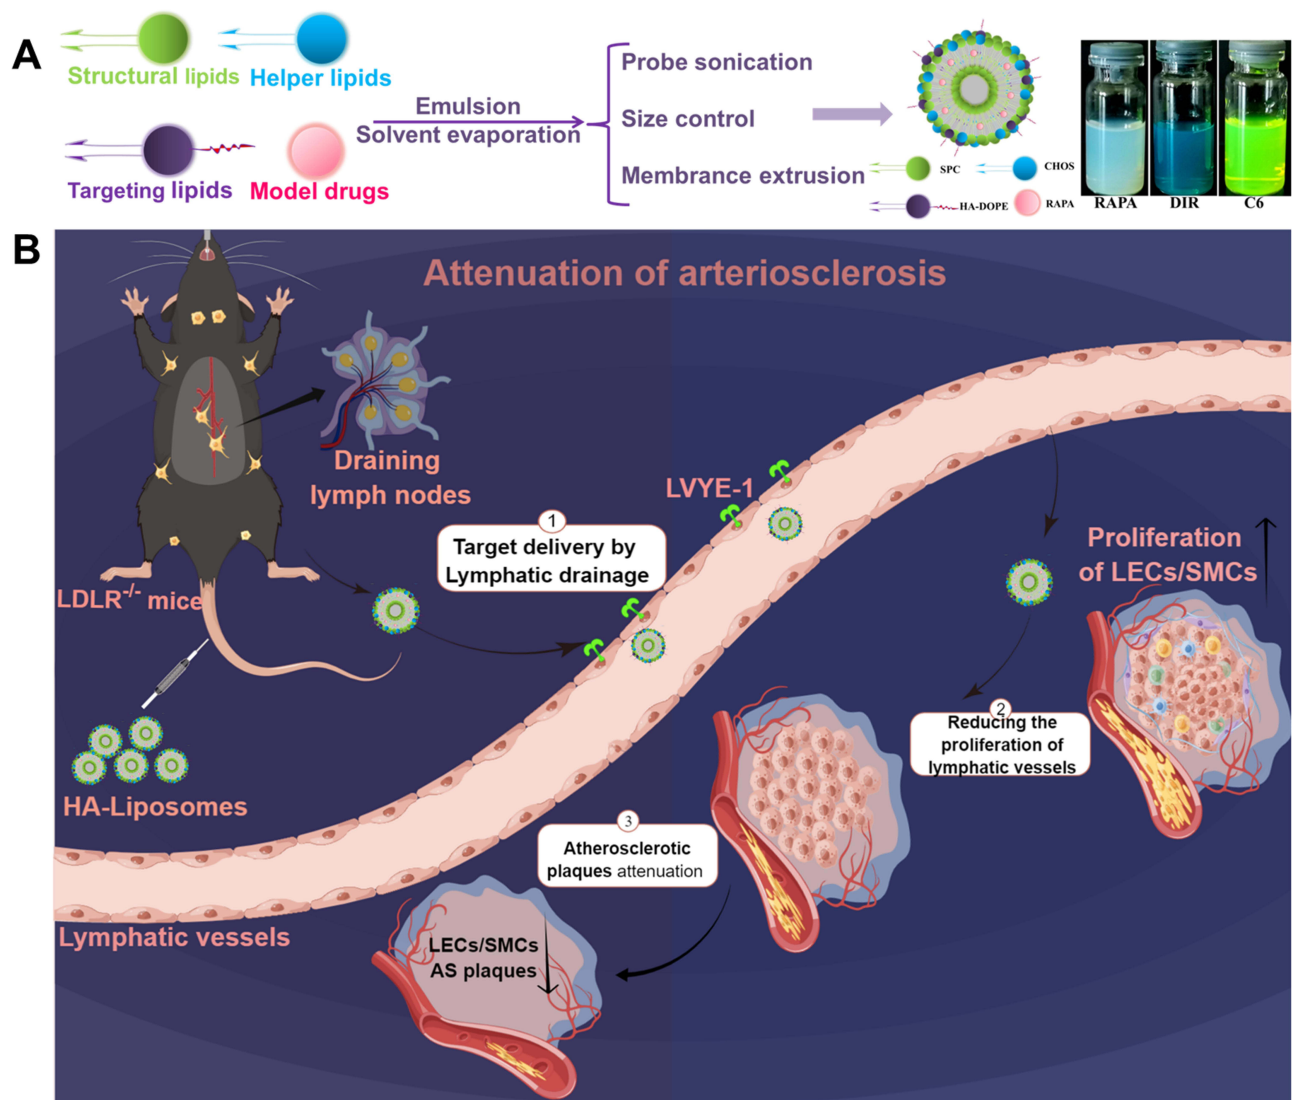 A
Structural lipids
Helper lipids
Targeting lipids
Model drugs
Emulsion
Solvent evaporation
Probe sonication
Size control
Membrance extrusion
SPC
CHOS
HA-DOPE
RAPA
RAPA
DIR
C6
B
Attenuation of arteriosclerosis
Draining
lymph nodes
LDLR-/- mice
HA-Liposomes
1
Target delivery by
Lymphatic drainage
LVYE-1
Proliferation
of LECs/SMCs
2
Reducing the
proliferation of
lymphatic vessels
3
Atherosclerotic
plaques attenuation
LECs/SMCs
AS plaques
Lymphatic vessels